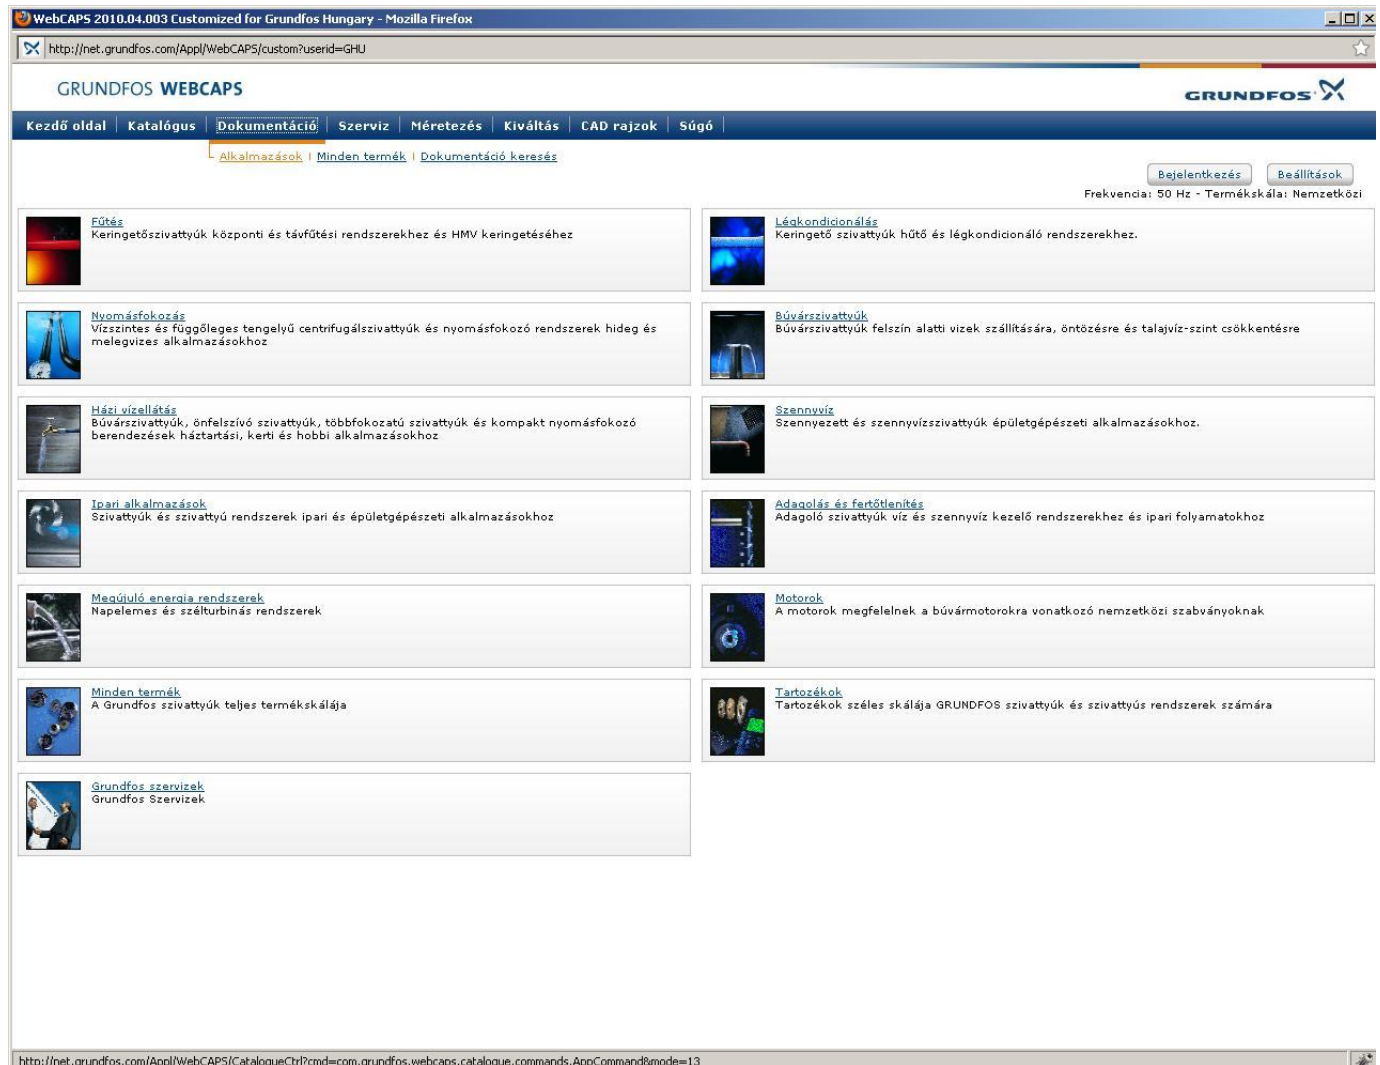 WebCAPS 2010.04.003 Customized for Grundfos Hungary - Mozilla Firefox
http://net.grundfos.com/Appl/WebCAPS/custom?userid=GHU
GRUNDFOS WEBCAPS
GRUNDFOS
Kezdő oldal | Katalógus | Dokumentáció | Szerviz | Méretezés | Kiváltás | CAD rajzok | Súgó
Alkalmazások | Minden termék | Dokumentáció keresés
Bejelentkezés Beállítások
Frekvencia: 50 Hz - Termékskála: Nemzetközi
Fűtés
Keringetőszivattyúk központi és távfűtési rendszerekhez és HMV keringetéséhez
Légkondicionálás
Keringető szivattyúk hűtő és légkondicionáló rendszerekhez.
Nyomásfokozás
Vízszintes és függőleges tengelyű centrifugálszivattyúk és nyomásfokozó rendszerek hideg és
melegvizes alkalmazásokhoz
Búvárszivattyúk
Búvárszivattyúk felszín alatti vizek szállítására, öntözésre és talajvíz-szint csökkentésre
Házi vízellátás
Búvárszivattyúk, önfelszívó szivattyúk, többfokozatú szivattyúk és kompakt nyomásfokozó
berendezések háztartási, kerti és hobbi alkalmazásokhoz
Szennyvíz
Szennyezett és szennyvízszivattyúk épületgépészeti alkalmazásokhoz.
Ipari alkalmazások
Szivattyúk és szivattyú rendszerek ipari és épületgépészeti alkalmazásokhoz
Adagolás és fertőtlenítés
Adagoló szivattyúk víz és szennyvíz kezelő rendszerekhez és ipari folyamatokhoz
Megújuló energia rendszerek
Napelemes és szélturbinás rendszerek
Motorok
A motorok megfelelnek a búvármotorokra vonatkozó nemzetközi szabványoknak
Minden termék
A Grundfos szivattyúk teljes termékskálája
Tartozékok
Tartozékok széles skálája GRUNDFOS szivattyúk és szivattyús rendszerek számára
Grundfos szervizek
Grundfos Szervizek
http://net.grundfos.com/Appl/WebCAPS/CatalogueCtrl?cmd=com.grundfos.webcaps.catalogue.commands.AppCommand&mode=13